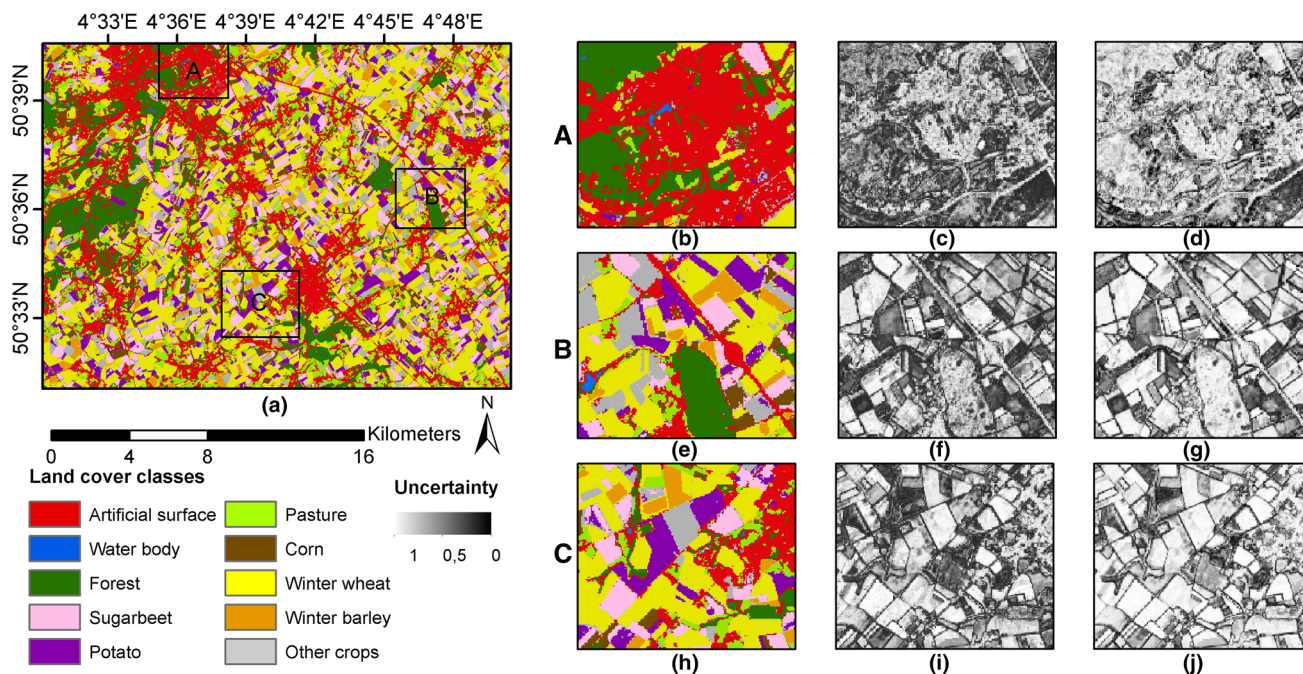 4°33'E 4°36'E 4°39'E 4°42'E 4°45'E 4°48'E
50°39'N
50°36'N
50°33'N
A
B
C
(a)
N
0 4 8 16 Kilometers
Land cover classes
Artificial surface
Water body
Forest
Sugarbeet
Potato
Pasture
Corn
Winter wheat
Winter barley
Other crops
Uncertainty
1 0,5 0
A
(b) (c) (d)
B
(e) (f) (g)
C
(h) (i) (j)